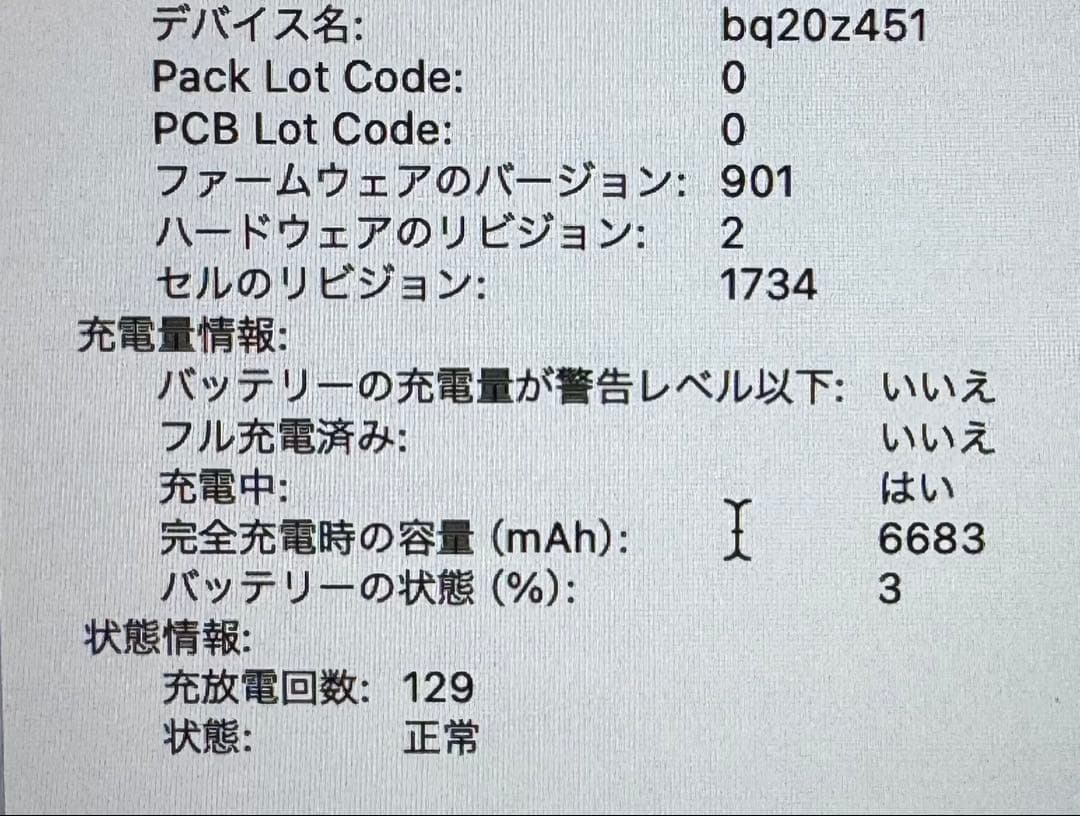 デバイス名: bq20z451
Pack Lot Code: 0
PCB Lot Code: 0
ファームウェアのバージョン: 901
ハードウェアのリビジョン: 2
セルのリビジョン: 1734
充電量情報:
バッテリーの充電量が警告レベル以下: いいえ
フル充電済み: いいえ
充電中: はい
完全充電時の容量 (mAh): 6683
バッテリーの状態 (%): 3
状態情報:
充放電回数: 129
状態: 正常